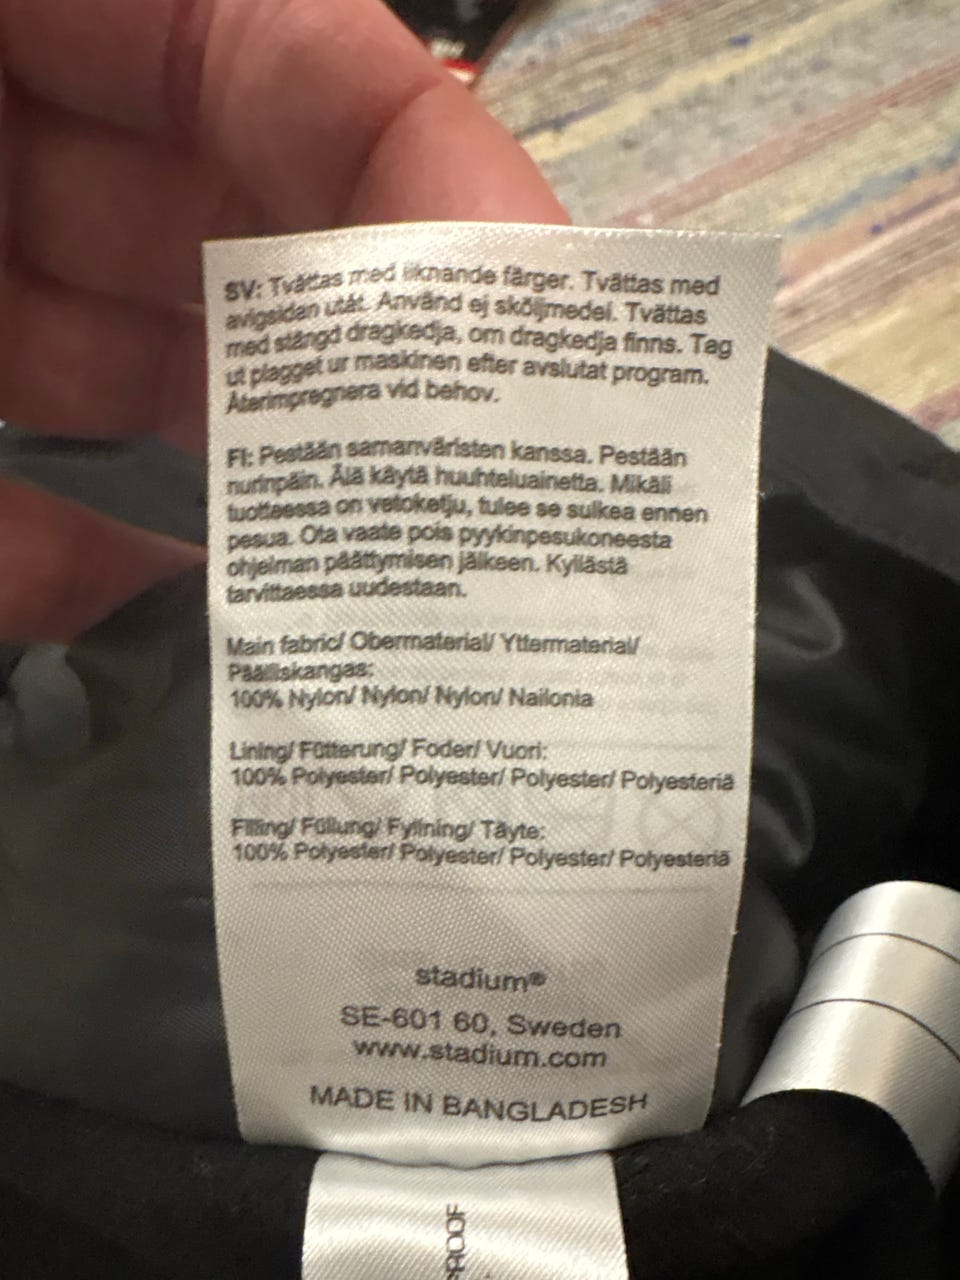 SV: Tvättas med liknande färger. Tvättas med
avigsidan utåt. Använd ej sköljmedel. Tvättas
med stängd dragkedja, om dragkedja finns. Tag
ut plagget ur maskinen efter avslutat program.
Återimpregnera vid behov.
FI: Pestään samanväristen kanssa. Pestään
nurinpäin. Älä käytä huuhteluainetta. Mikäli
tuotteessa on vetoketju, tulee se sulkea ennen
pesua. Ota vaate pois pyykinpesukoneesta
ohjelman päättymisen jälkeen. Kyllästä
tarvittaessa uudestaan.
Main fabric/ Obermaterial/ Yttermaterial/
Päälliskangas:
100% Nylon/ Nylon/ Nylon/ Nailonia
Lining/ Fütterung/ Foder/ Vuori:
100% Polyester/ Polyester/ Polyester/ Polyesteriä
Filling/ Füllung/ Fyllning/ Täyte:
100% Polyester/ Polyester/ Polyester/ Polyesteriä
stadium®
SE-601 60, Sweden
www.stadium.com
MADE IN BANGLADESH
PROOF